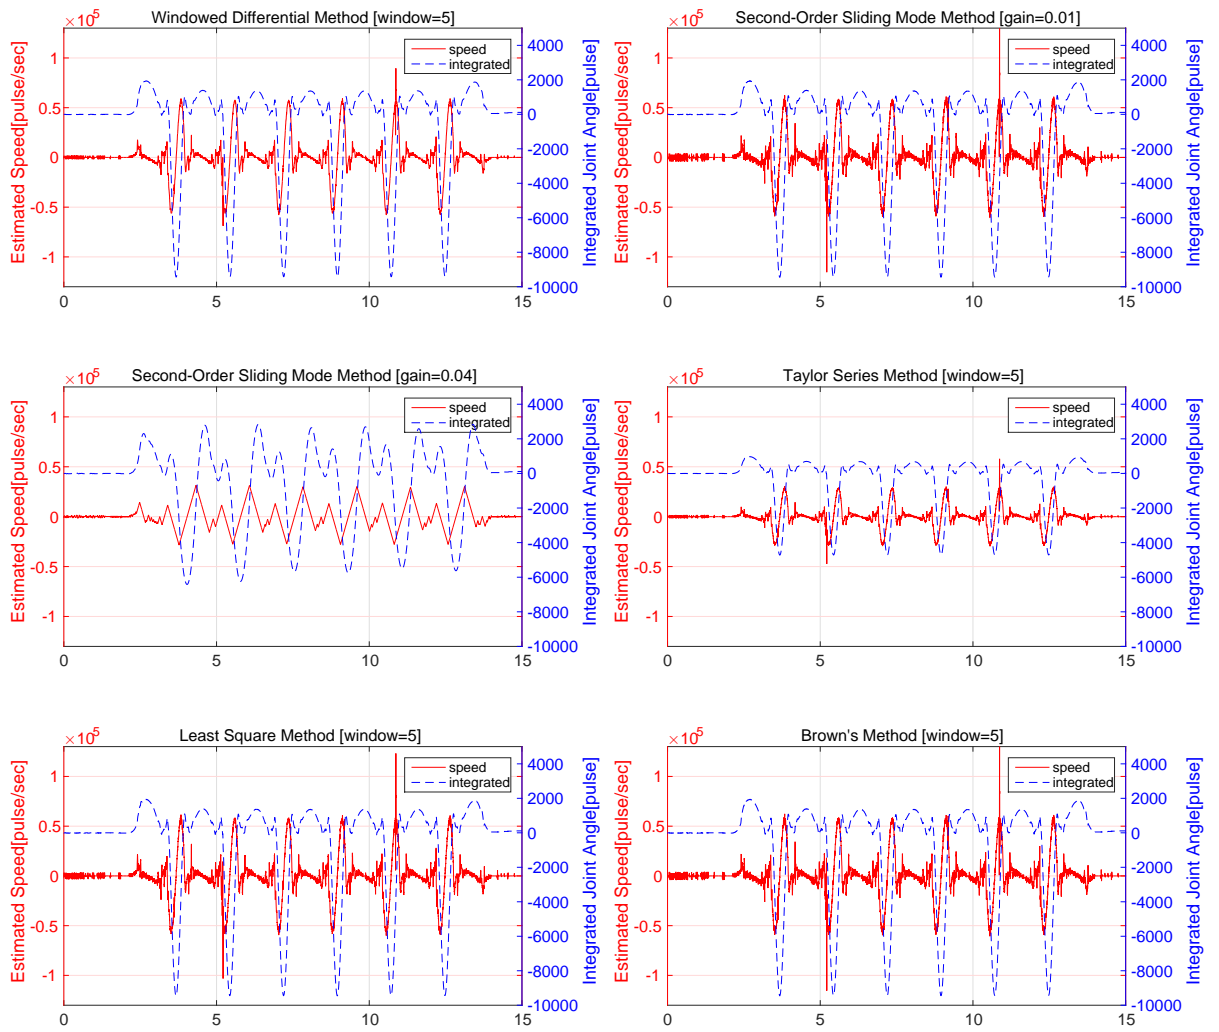 Windowed Differential Method [window=5]
×10^5
speed
integrated
Estimated Speed[pulse/sec]
1
0.5
0
-0.5
-1
Integrated Joint Angle[pulse]
4000
2000
0
-2000
-4000
-6000
-8000
-10000
0 5 10 15
Second-Order Sliding Mode Method [gain=0.01]
×10^5
speed
integrated
Estimated Speed[pulse/sec]
1
0.5
0
-0.5
-1
Integrated Joint Angle[pulse]
4000
2000
0
-2000
-4000
-6000
-8000
-10000
0 5 10 15
Second-Order Sliding Mode Method [gain=0.04]
×10^5
speed
integrated
Estimated Speed[pulse/sec]
1
0.5
0
-0.5
-1
Integrated Joint Angle[pulse]
4000
2000
0
-2000
-4000
-6000
-8000
-10000
0 5 10 15
Taylor Series Method [window=5]
×10^5
speed
integrated
Estimated Speed[pulse/sec]
1
0.5
0
-0.5
-1
Integrated Joint Angle[pulse]
4000
2000
0
-2000
-4000
-6000
-8000
-10000
0 5 10 15
Least Square Method [window=5]
×10^5
speed
integrated
Estimated Speed[pulse/sec]
1
0.5
0
-0.5
-1
Integrated Joint Angle[pulse]
4000
2000
0
-2000
-4000
-6000
-8000
-10000
0 5 10 15
Brown's Method [window=5]
×10^5
speed
integrated
Estimated Speed[pulse/sec]
1
0.5
0
-0.5
-1
Integrated Joint Angle[pulse]
4000
2000
0
-2000
-4000
-6000
-8000
-10000
0 5 10 15